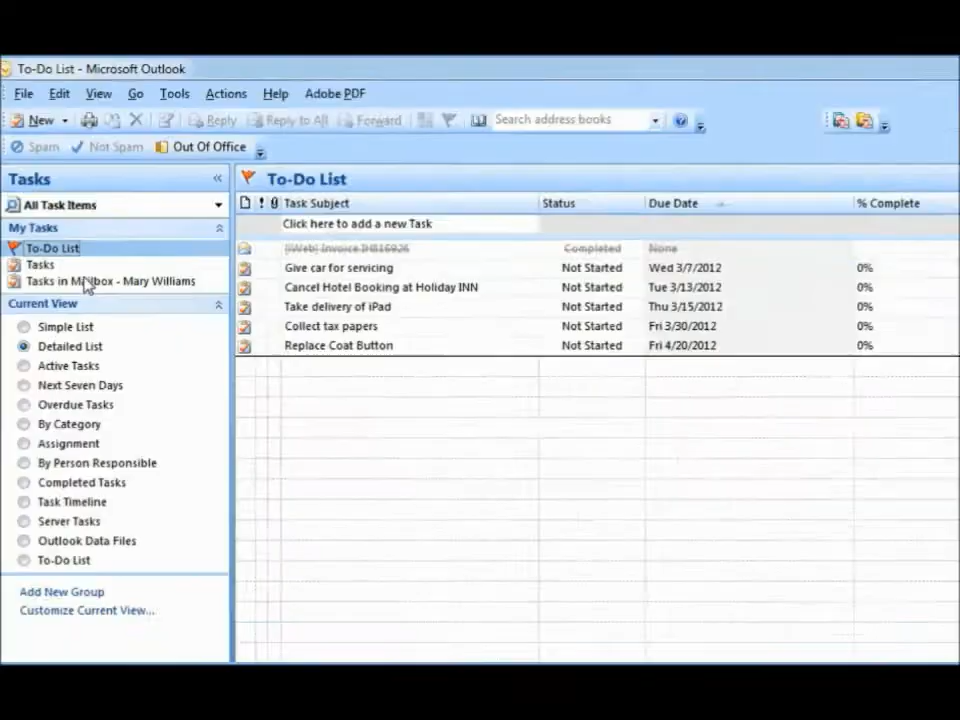 To-Do List - Microsoft Outlook
File Edit View Go Tools Actions Help Adobe PDF
New Reply Reply to All Forward Search address books
Spam Not Spam Out Of Office
Tasks « To-Do List
All Task Items ! Task Subject Status Due Date % Complete
My Tasks Click here to add a new Task
To-Do List Invoice Completed None
Tasks Give car for servicing Not Started Wed 3/7/2012 0%
Tasks in Mailbox - Mary Williams Cancel Hotel Booking at Holiday INN Not Started Tue 3/13/2012 0%
Current View Take delivery of iPad Not Started Thu 3/15/2012 0%
Simple List Collect tax papers Not Started Fri 3/30/2012 0%
Detailed List Replace Coat Button Not Started Fri 4/20/2012 0%
Active Tasks
Next Seven Days
Overdue Tasks
By Category
Assignment
By Person Responsible
Completed Tasks
Task Timeline
Server Tasks
Outlook Data Files
To-Do List
Add New Group
Customize Current View...